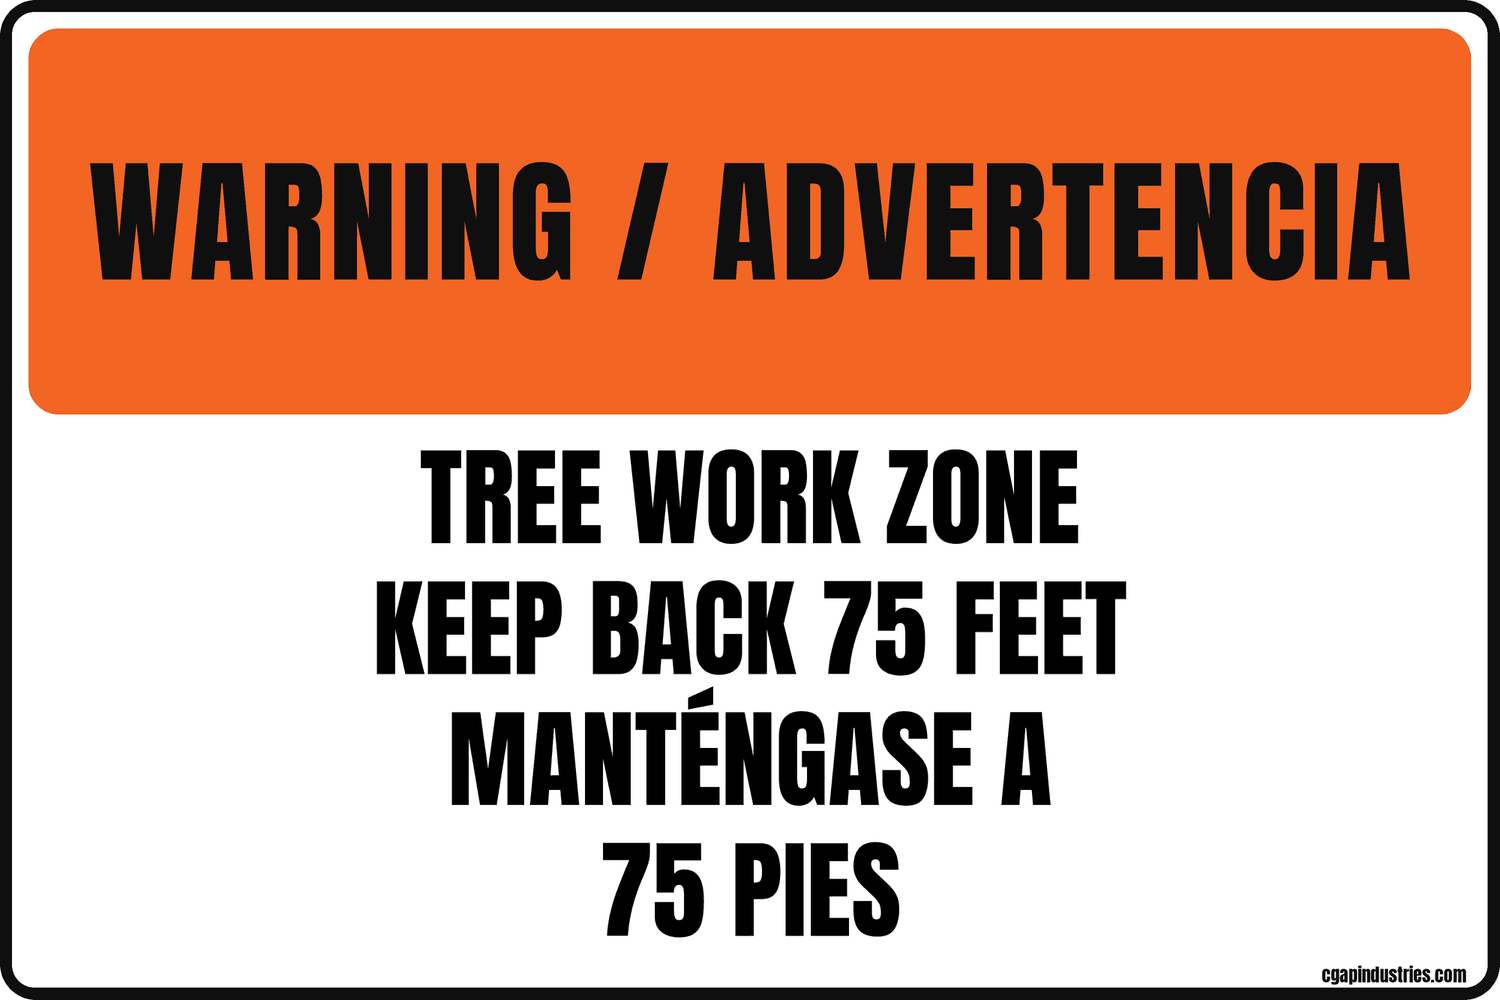 WARNING / ADVERTENCIA
TREE WORK ZONE
KEEP BACK 75 FEET
MANTÉNGASE A
75 PIES
cgapindustries.com